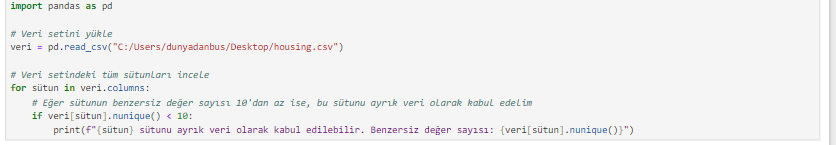 import pandas as pd
# Veri setini yükle
veri = pd.read_csv("C:/Users/dunyadanbus/Desktop/housing.csv")
# Veri setindeki tüm sütunları incele
for sütun in veri.columns:
    # Eğer sütunun benzersiz değer sayısı 10'dan az ise, bu sütunu ayrık veri olarak kabul edelim
    if veri[sütun].nunique() < 10:
        print(f"{sütun} sütunu ayrık veri olarak kabul edilebilir. Benzersiz değer sayısı: {veri[sütun].nunique()}")